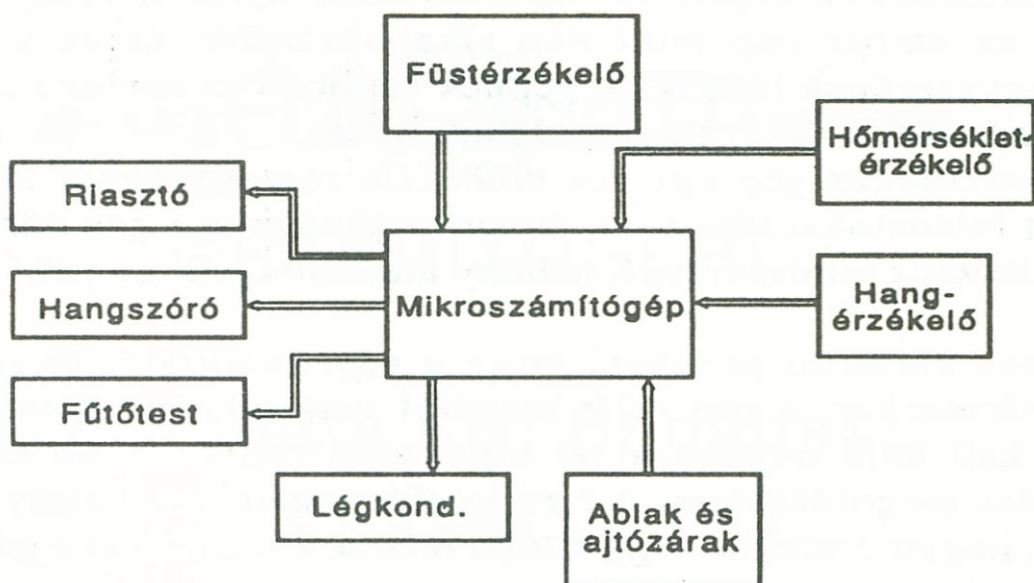 Füstérzékelő
Hőmérséklet-
érzékelő
Riasztó
Mikroszámítógép
Hangszóró
Hang-
érzékelő
Fűtőtest
Légkond.
Ablak és
ajtózárak